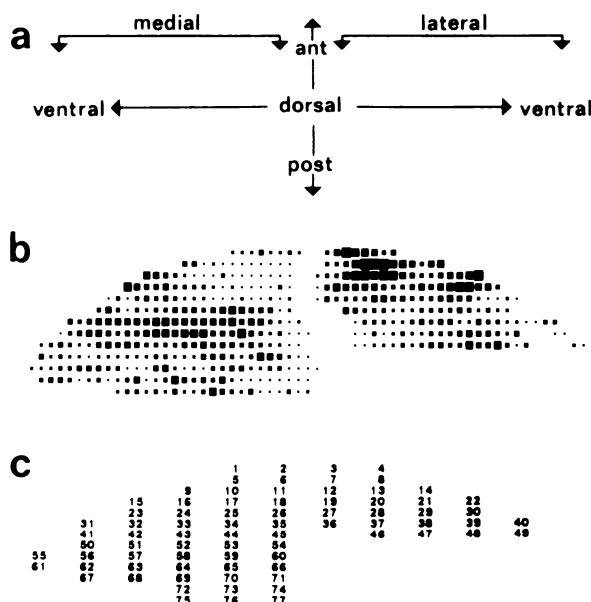 a
medial lateral
ant
ventral dorsal ventral
post
b
c
1 2 3 4
5 6 7 8
9 10 11 12 13 14
15 16 17 18 19 20 21 22
23 24 25 26 27 28 29 30
31 32 33 34 35 36 37 38 39 40
41 42 43 44 45 46 47 48 49
50 51 52 53 54
55 56 57 58 59 60
61 62 63 64 65 66
67 68 69 70 71
72 73 74
75 76 77